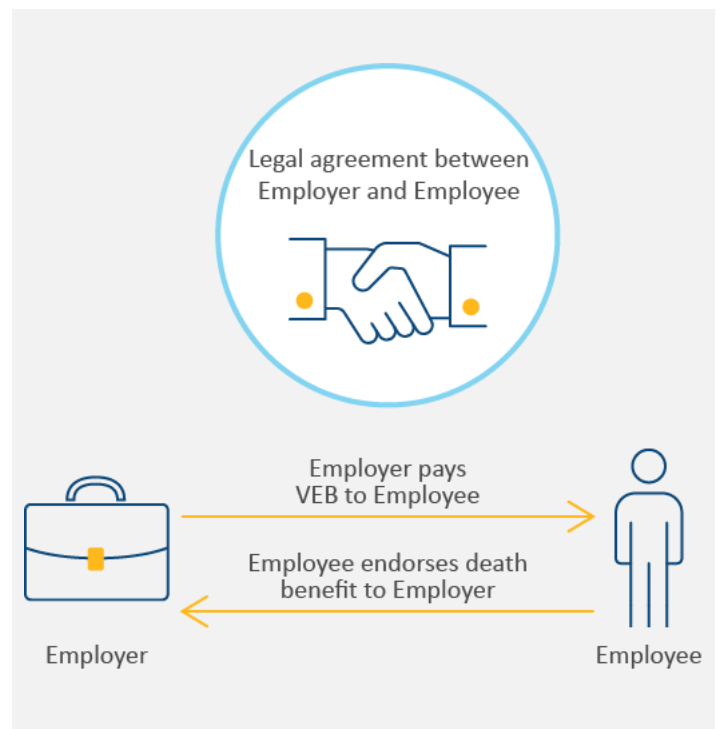 Legal agreement between
Employer and Employee
Employer pays
VEB to Employee
Employee endorses death
benefit to Employer
Employer
Employee